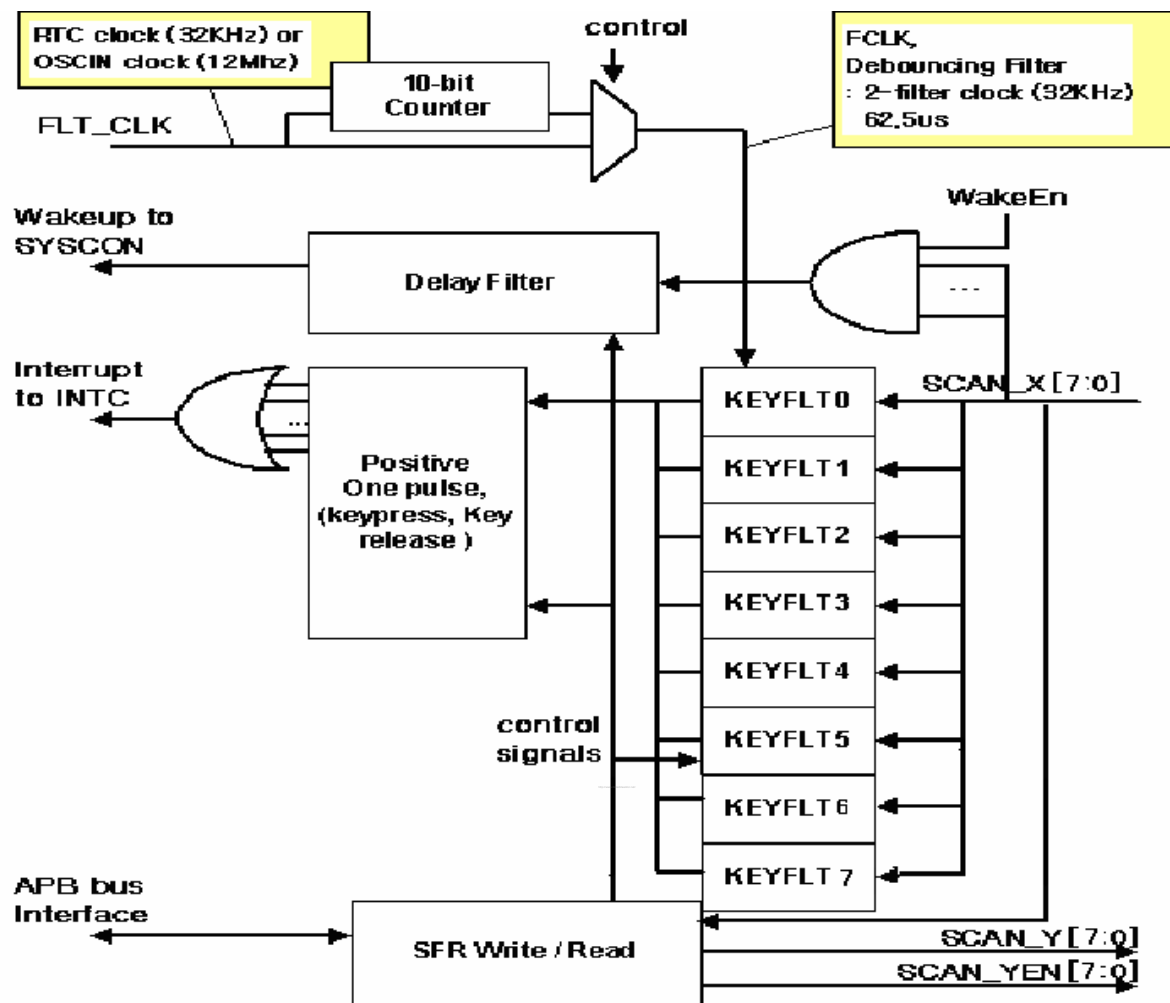 RTC clock (32KHz) or
OSCIN clock (12Mhz)
control
FCLK,
Debouncing Filter
: 2-filter clock (32KHz)
62.5us
10-bit
Counter
FLT_CLK
WakeEn
Wakeup to
SYSCON
Delay Filter
...
Interrupt
to INTC
...
Positive
One pulse,
(keypress, Key
release )
SCAN_X[7:0]
KEYFLT0
KEYFLT1
KEYFLT2
KEYFLT3
KEYFLT4
KEYFLT5
KEYFLT6
KEYFLT 7
control
signals
APB bus
Interface
SFR Write / Read
SCAN_Y[7:0]
SCAN_YEN[7:0]